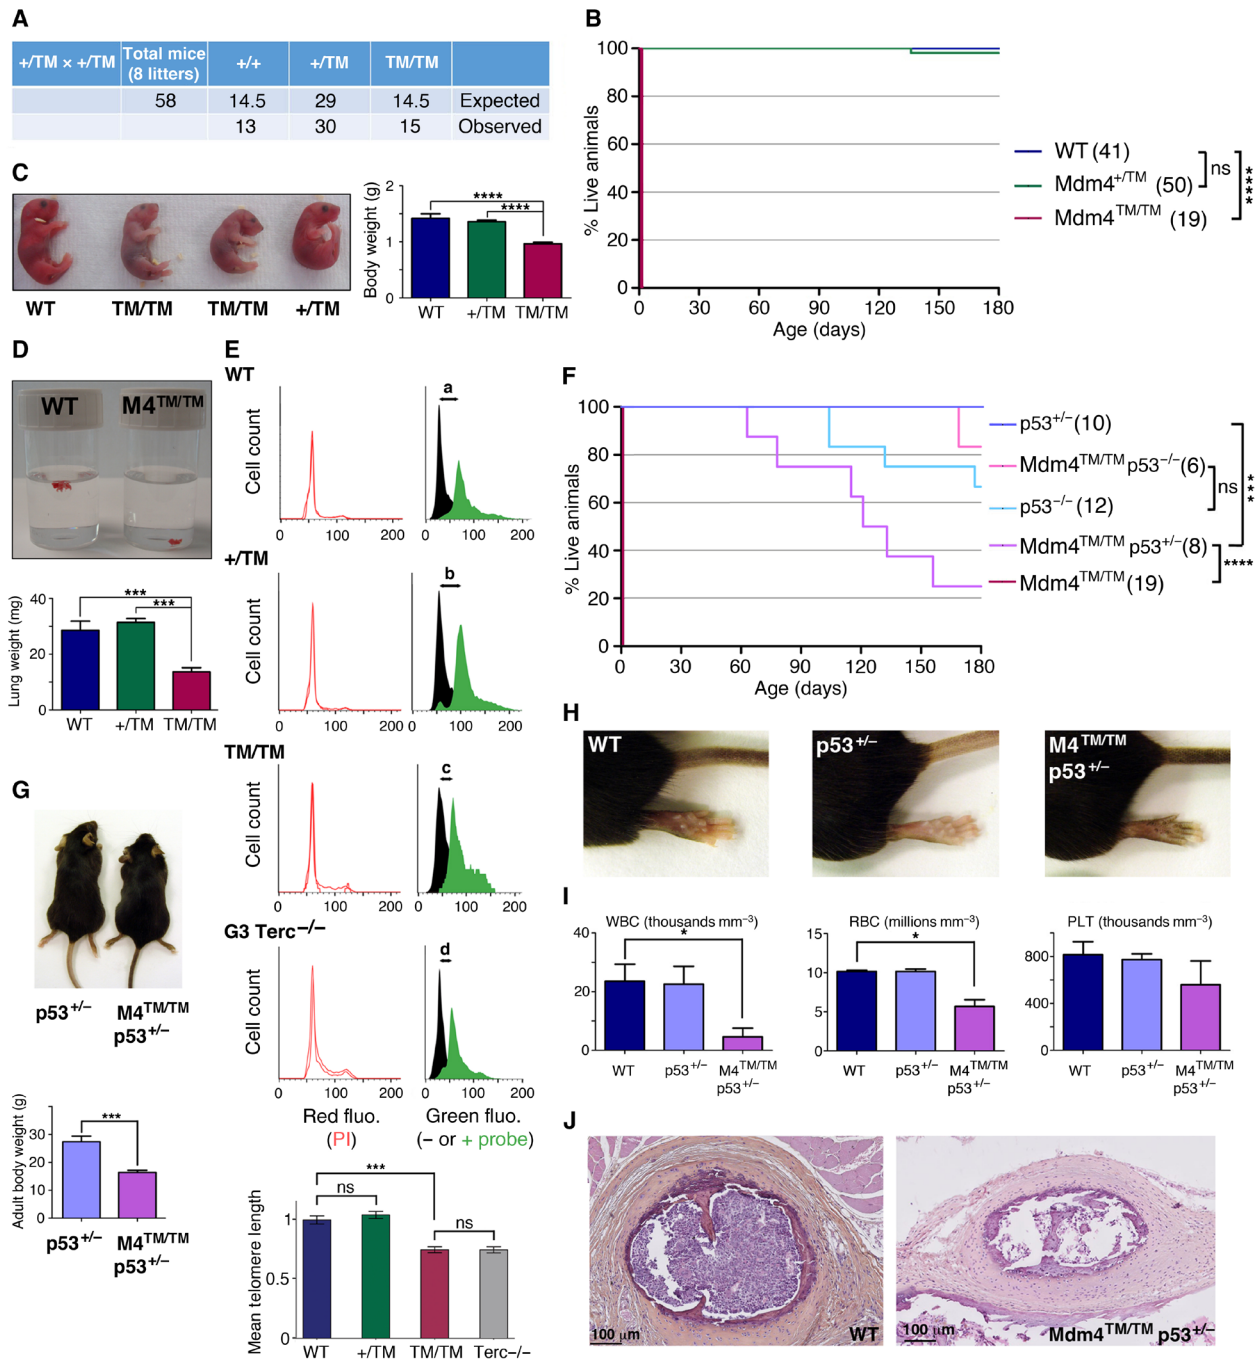 A
+/TM × +/TM Total mice (8 litters) +/+ +/TM TM/TM
58 14.5 29 14.5 Expected
13 30 15 Observed
B
% Live animals
100
80
60
40
20
0
0 30 60 90 120 150 180
Age (days)
WT (41)
Mdm4+/TM (50)
Mdm4TM/TM (19)
ns
****
C
WT TM/TM TM/TM +/TM
Body weight (g)
2
1
0
**** 
****
WT +/TM TM/TM
D
WT M4TM/TM
Lung weight (mg)
40
20
0
***
***
WT +/TM TM/TM
E
WT
Cell count
0 100 200
a
0 100 200
+/TM
Cell count
0 100 200
b
0 100 200
TM/TM
Cell count
0 100 200
c
0 100 200
G3 Terc−/−
Cell count
0 100 200
d
0 100 200
Red fluo. (PI)
Green fluo. (− or + probe)
Mean telomere length
1
0.5
0
***
ns
ns
WT +/TM TM/TM Terc−/−
F
% Live animals
100
80
60
40
20
0
0 30 60 90 120 150 180
Age (days)
p53+/− (10)
Mdm4TM/TM p53−/− (6)
p53−/− (12)
Mdm4TM/TM p53+/− (8)
Mdm4TM/TM (19)
ns
***
****
G
p53+/−
M4TM/TM
p53+/−
Adult body weight (g)
30
20
10
0
***
p53+/−
M4TM/TM
p53+/−
H
WT
p53+/−
M4TM/TM
p53+/−
I
WBC (thousands mm−3)
40
20
0
*
WT p53+/− M4TM/TM
p53+/−
RBC (millions mm−3)
15
10
5
0
*
WT p53+/− M4TM/TM
p53+/−
PLT (thousands mm−3)
800
400
0
WT p53+/− M4TM/TM
p53+/−
J
100 μm
WT
100 μm
Mdm4TM/TM p53+/−